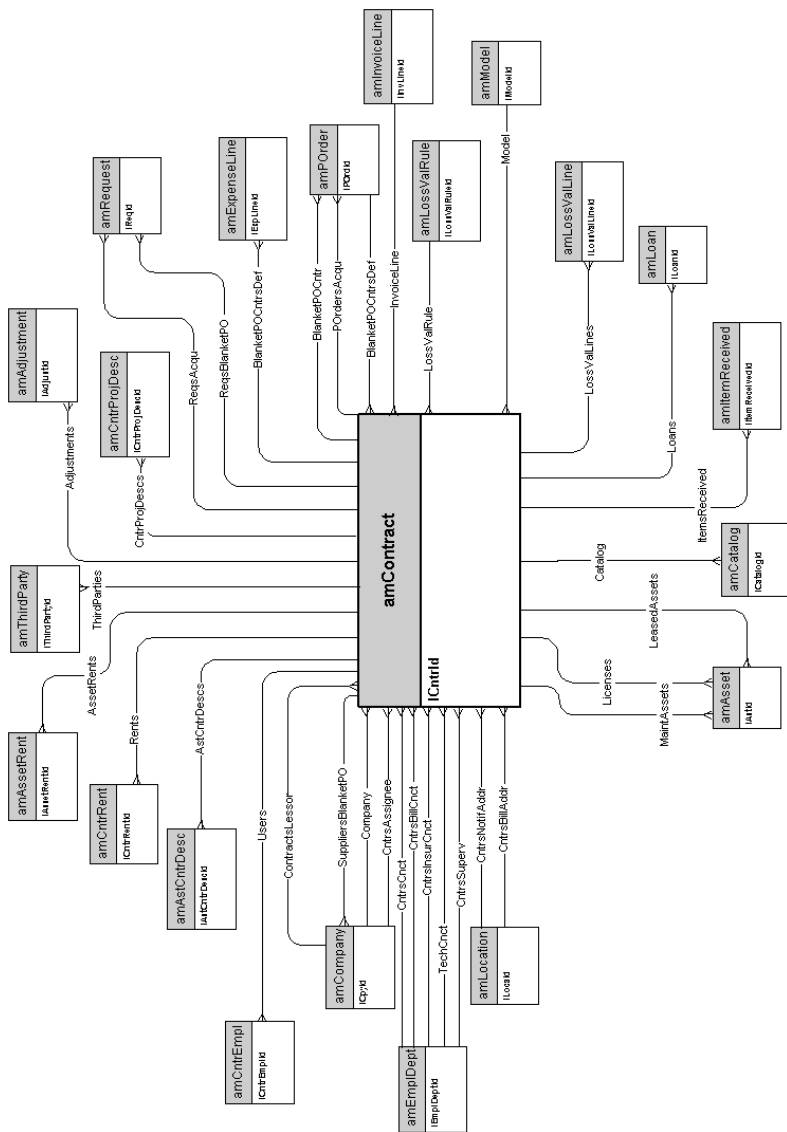 amCntrEmpl
lCntrEmplId
amEmplDept
lEmplDeptId
amCompany
lCpyId
amLocation
lLocaId
amAstCntrDesc
lAstCntrDescId
amCntrRent
lCntrRentId
amAssetRent
lAssetRentId
amThirdParty
lThirdPartyId
amAdjustment
lAdjustId
amCntrProjDesc
lCntrProjDescId
amRequest
lReqId
amExpenseLine
lExpLineId
amPOrder
lPOrdId
amInvoiceLine
lInvLineId
amLossValRule
lLossValRuleId
amModel
lModelId
amLossValLine
lLossValLineId
amLoan
lLoanId
amItemReceived
lItemReceivedId
amCatalog
lCatalogId
amAsset
lAstId
amContract
lCntrId
Users
ContractsLessor
SuppliersBlanketPO
Company
CntrsAssignee
CntrsCnct
CntrsBillCnct
CntrsInsurCnct
TechCnct
CntrsSuperv
CntrsNotifAddr
CntrsBillAddr
AstCntrDescs
Rents
AssetRents
ThirdParties
Adjustments
CntrProjDescs
ReqsAcqu
ReqsBlanketPO
BlanketPOCntrsDef
BlanketPOCntr
POrdersAcqu
BlanketPOCntrsDef
InvoiceLine
LossValRule
Model
LossValLines
Loans
ItemsReceived
Catalog
LeasedAssets
Licenses
MaintAssets